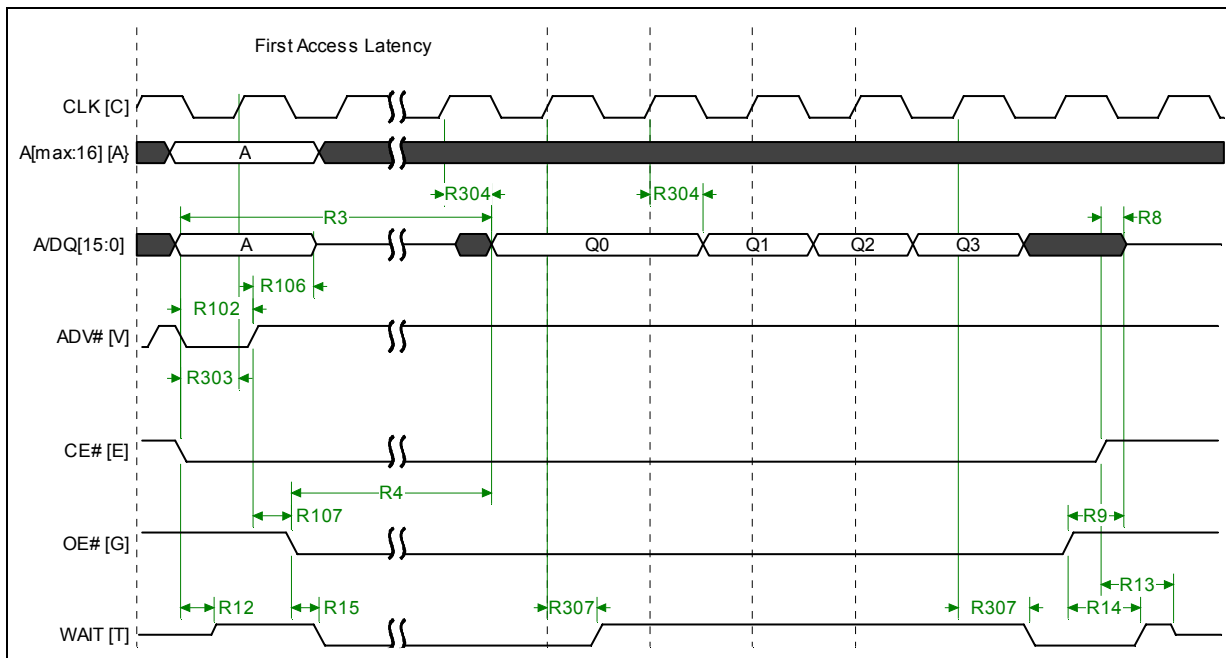 First Access Latency
CLK [C]
A[max:16] [A}
A
R304
R304
R3
R8
A/DQ[15:0]
A
Q0
Q1
Q2
Q3
R106
R102
ADV# [V]
R303
CE# [E]
R4
R107
R9
OE# [G]
R13
R12
R15
R307
R307
R14
WAIT [T]